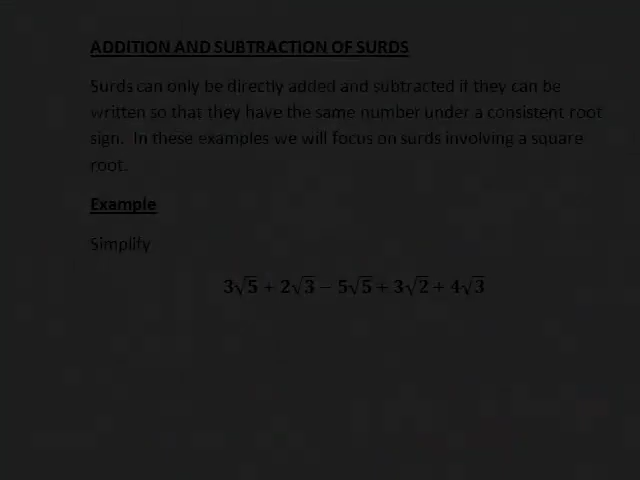 ADDITION AND SUBTRACTION OF SURDS
Surds can only be directly added and subtracted if they can be
written so that they have the same number under a consistent root
sign. In these examples we will focus on surds involving a square
root.
Example
Simplify
3√5 + 2√3 − 5√5 + 3√2 + 4√3